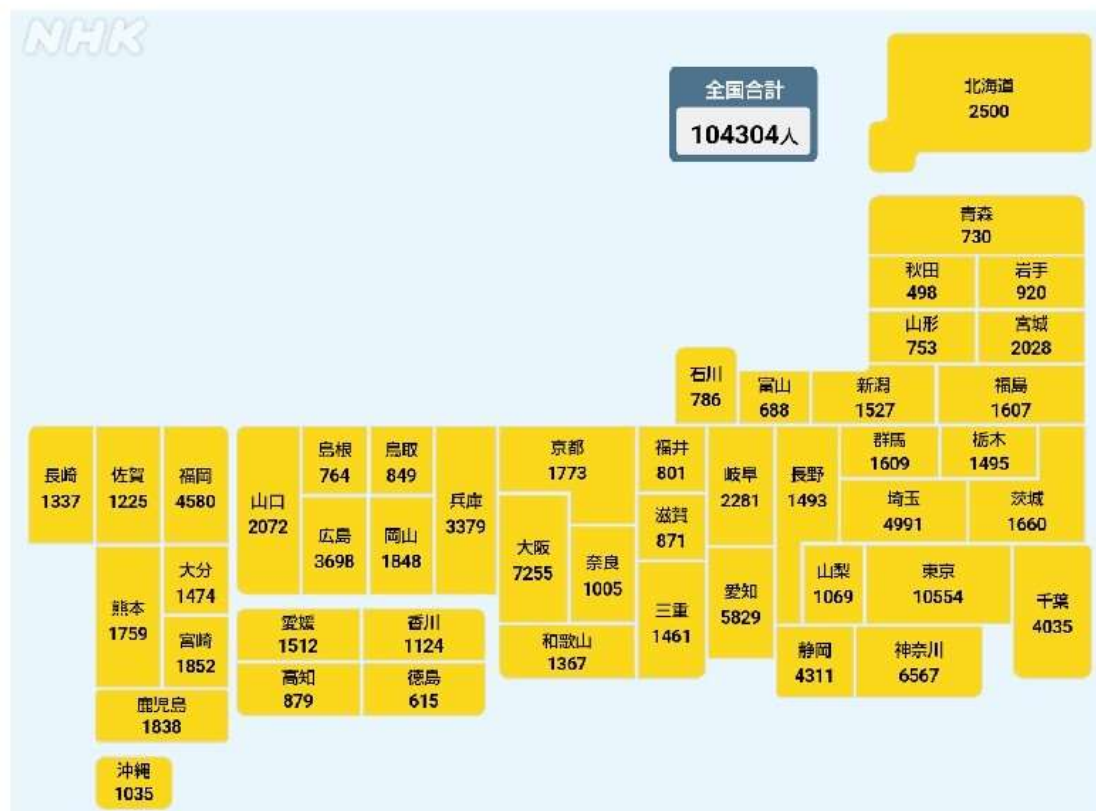 NHK
全国合計
104304人
北海道
2500
青森
730
秋田
498
岩手
920
山形
753
宮城
2028
石川
786
富山
688
新潟
1527
福島
1607
長崎
1337
佐賀
1225
福岡
4580
山口
2072
島根
764
鳥取
849
兵庫
3379
京都
1773
福井
801
岐阜
2281
長野
1493
群馬
1609
栃木
1495
広島
3698
岡山
1848
大阪
7255
奈良
1005
滋賀
871
埼玉
4991
茨城
1660
熊本
1759
大分
1474
宮崎
1852
三重
1461
愛知
5829
山梨
1069
東京
10554
千葉
4035
愛媛
1512
香川
1124
和歌山
1367
静岡
4311
神奈川
6567
高知
879
徳島
615
鹿児島
1838
沖縄
1035